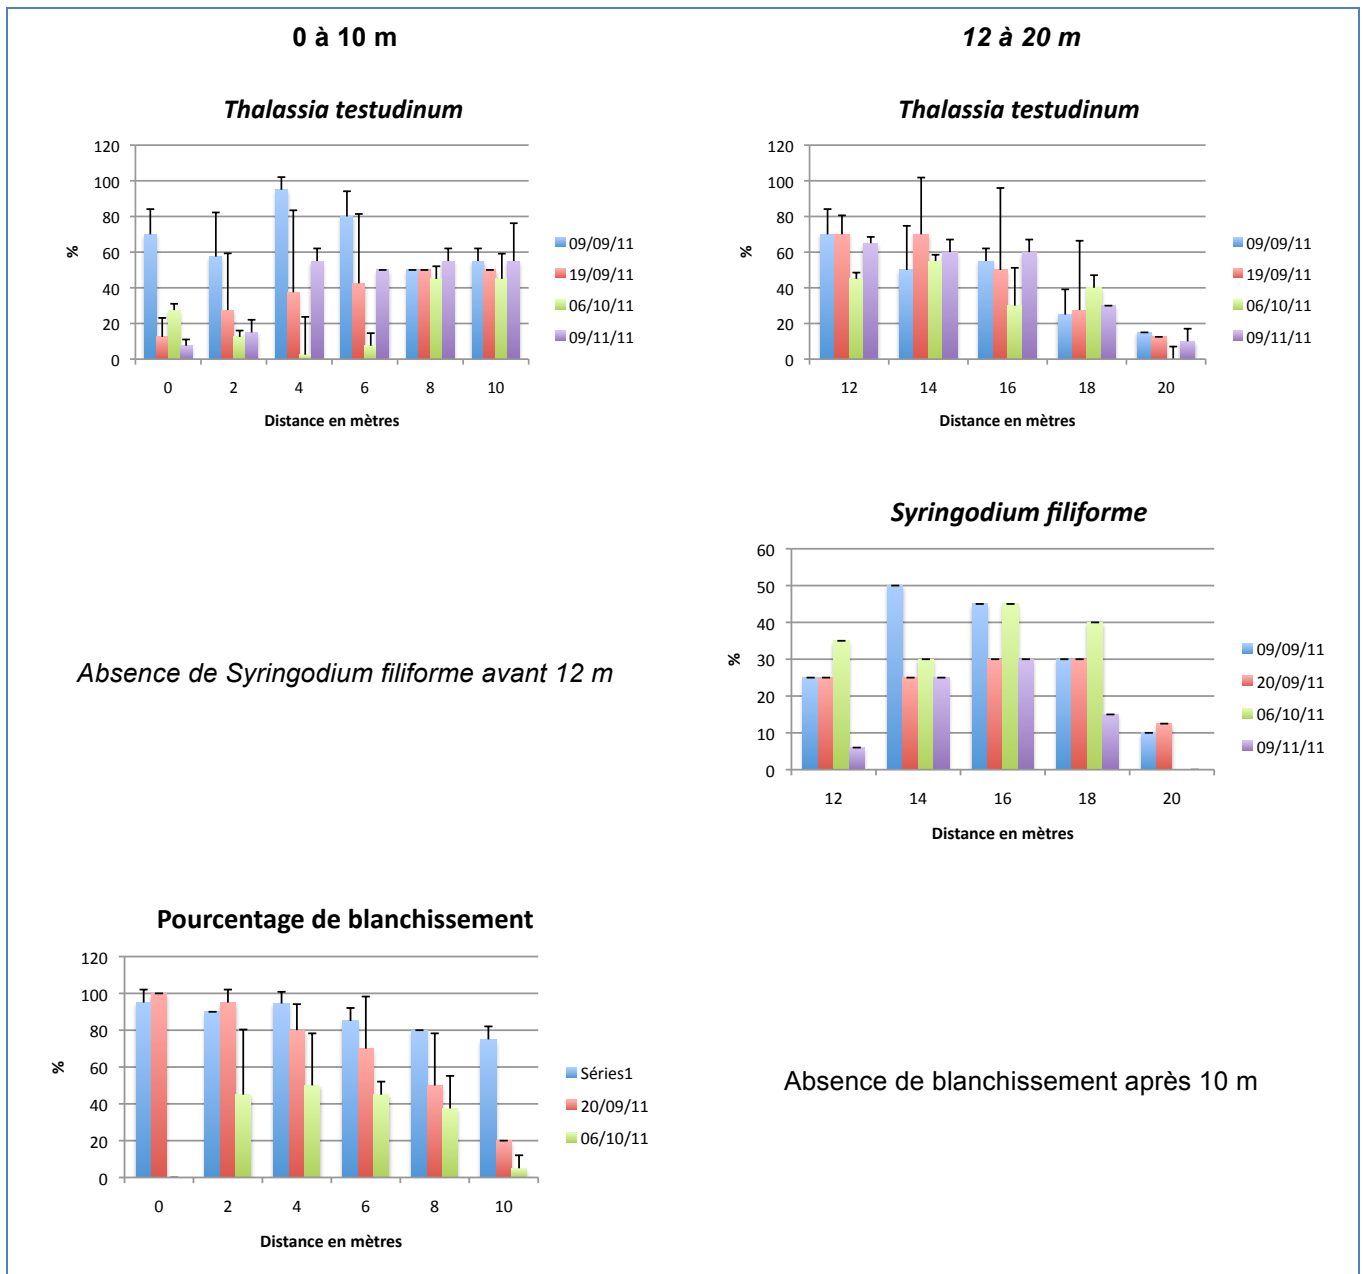 0 à 10 m
12 à 20 m
Thalassia testudinum
120
100
80
60
40
20
0
%
0 2 4 6 8 10
Distance en mètres
09/09/11
19/09/11
06/10/11
09/11/11
Thalassia testudinum
120
100
80
60
40
20
0
%
12 14 16 18 20
Distance en mètres
09/09/11
19/09/11
06/10/11
09/11/11
Absence de Syringodium filiforme avant 12 m
Syringodium filiforme
60
50
40
30
20
10
0
%
12 14 16 18 20
Distance en mètres
09/09/11
20/09/11
06/10/11
09/11/11
Pourcentage de blanchissement
120
100
80
60
40
20
0
%
0 2 4 6 8 10
Distance en mètres
Séries1
20/09/11
06/10/11
Absence de blanchissement après 10 m